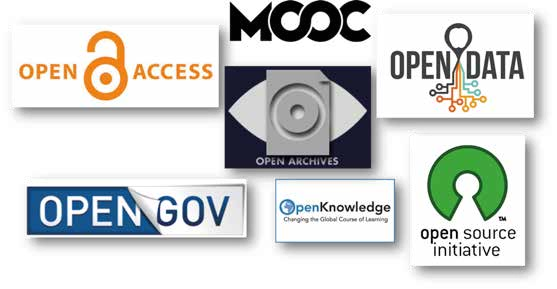 MOOC
OPEN ACCESS
OPEN DATA
OPEN ARCHIVES
OPEN GOV
OpenKnowledge
Changing the Global Course of Learning
open source
initiative
TM